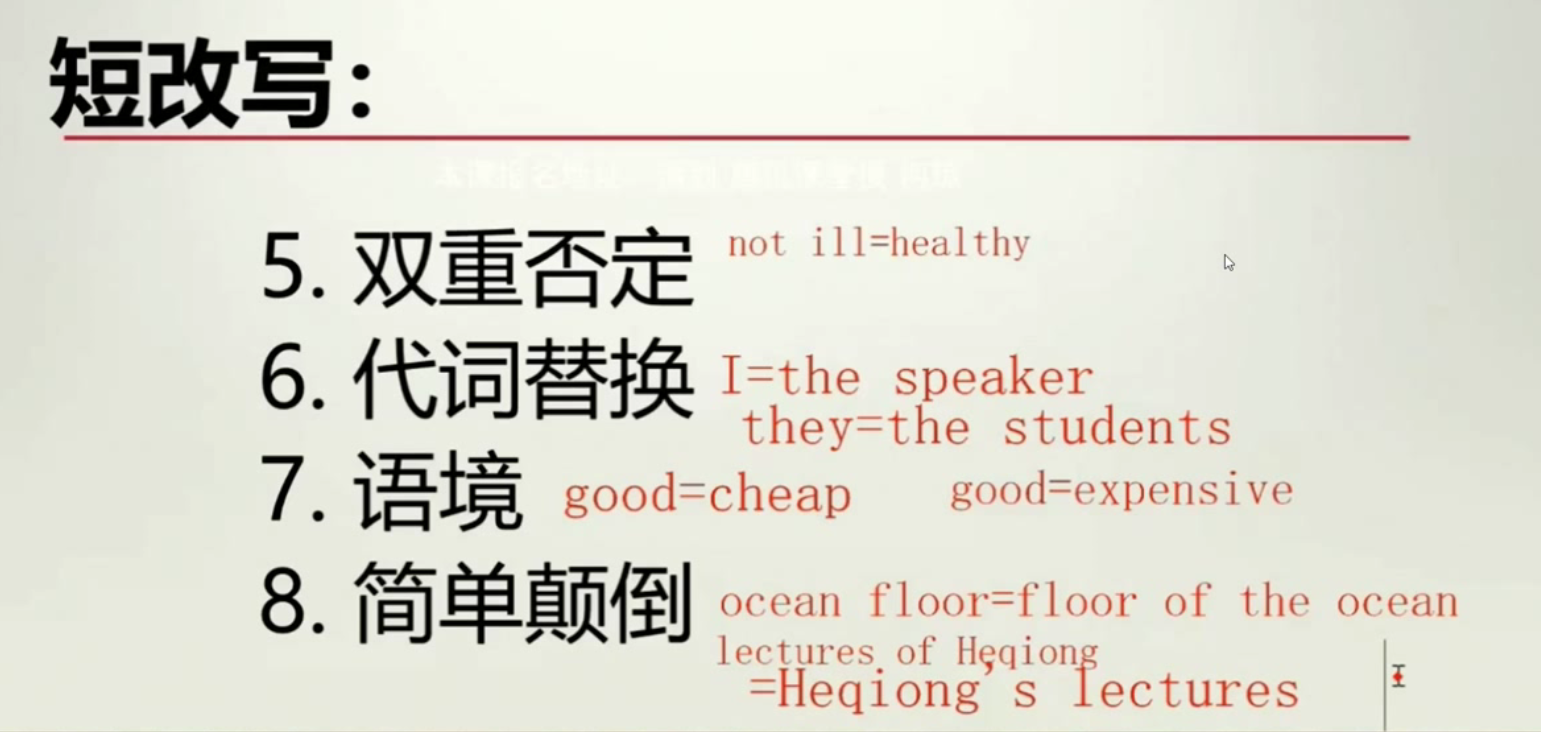 短改写：
5. 双重否定 not ill=healthy
6. 代词替换 I=the speaker
they=the students
7. 语境 good=cheap good=expensive
8. 简单颠倒 ocean floor=floor of the ocean
lectures of Heqiong
=Heqiong's lectures